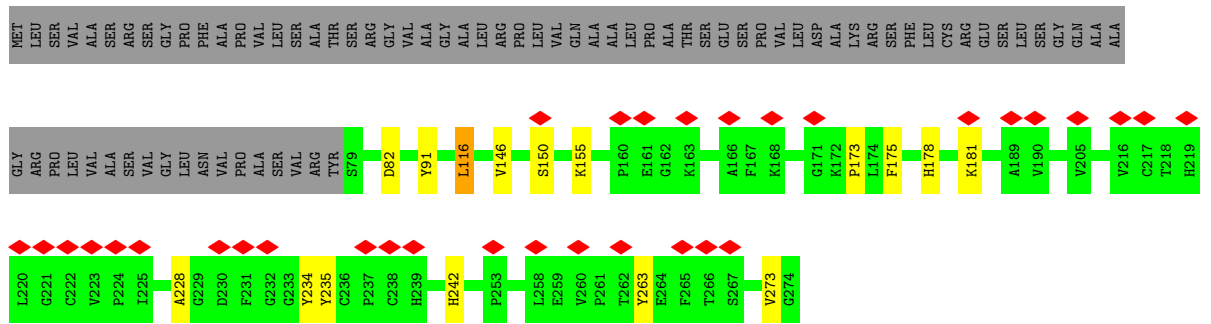 MET LEU SER VAL ALA SER ARG SER GLY PRO PHE ALA PRO VAL LEU SER ALA THR SER ARG GLY VAL ALA GLY ALA LEU ARG PRO LEU VAL GLN ALA ALA LEU PRO ALA THR SER GLU SER PRO VAL LEU ASP ALA LYS ARG SER PHE LEU CYS ARG GLU SER LEU SER GLY GLN ALA ALA
GLY ARG PRO LEU VAL ALA SER VAL GLY LEU ASN VAL PRO ALA SER VAL ARG TYR S79 D82 Y91 L116 V146 S150 K155 P160 E161 G162 K163 A166 F167 K168 G171 K172 P173 L174 F175 H178 K181 A189 V190 V205 V216 C217 T218 H219
L220 G221 C222 V223 P224 I225 A228 G229 D230 F231 G232 G233 Y234 Y235 C236 P237 C238 H239 H242 P253 L258 E259 V260 P261 T262 Y263 E264 F265 T266 S267 V273 G274